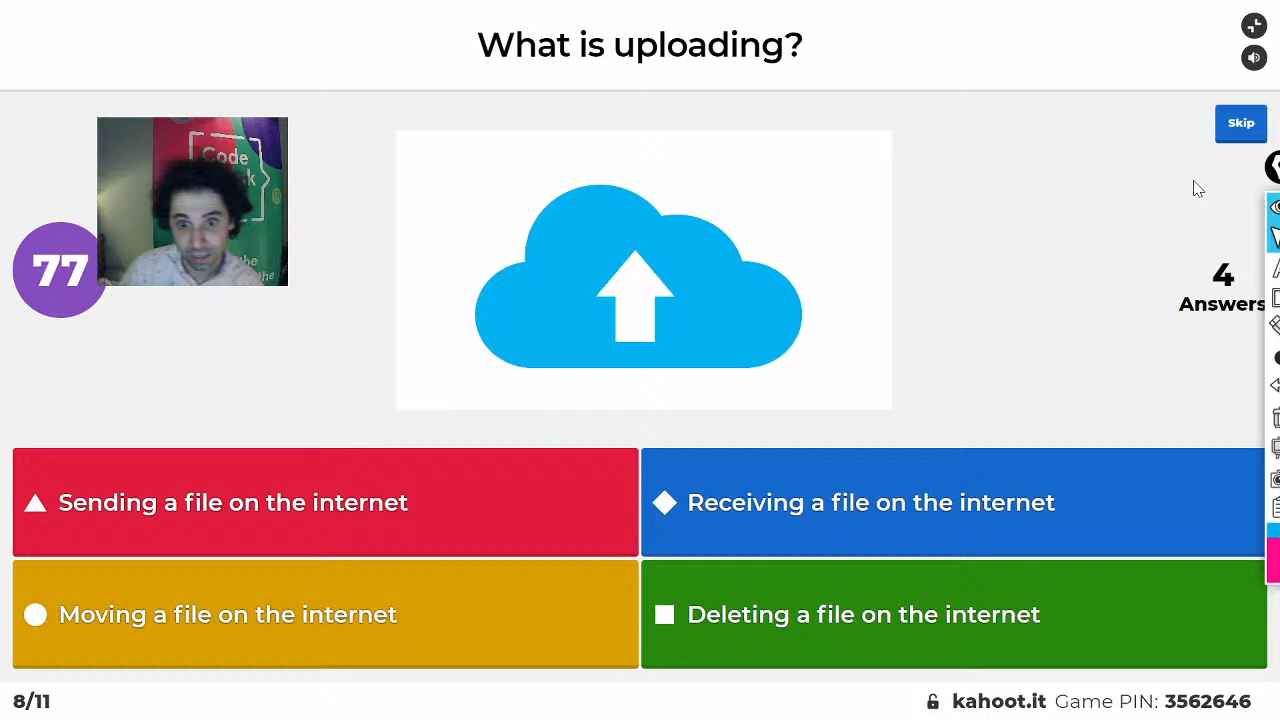 What is uploading?
Skip
Code
77
4
Answers
Sending a file on the internet
Receiving a file on the internet
Moving a file on the internet
Deleting a file on the internet
8/11
kahoot.it Game PIN: 3562646